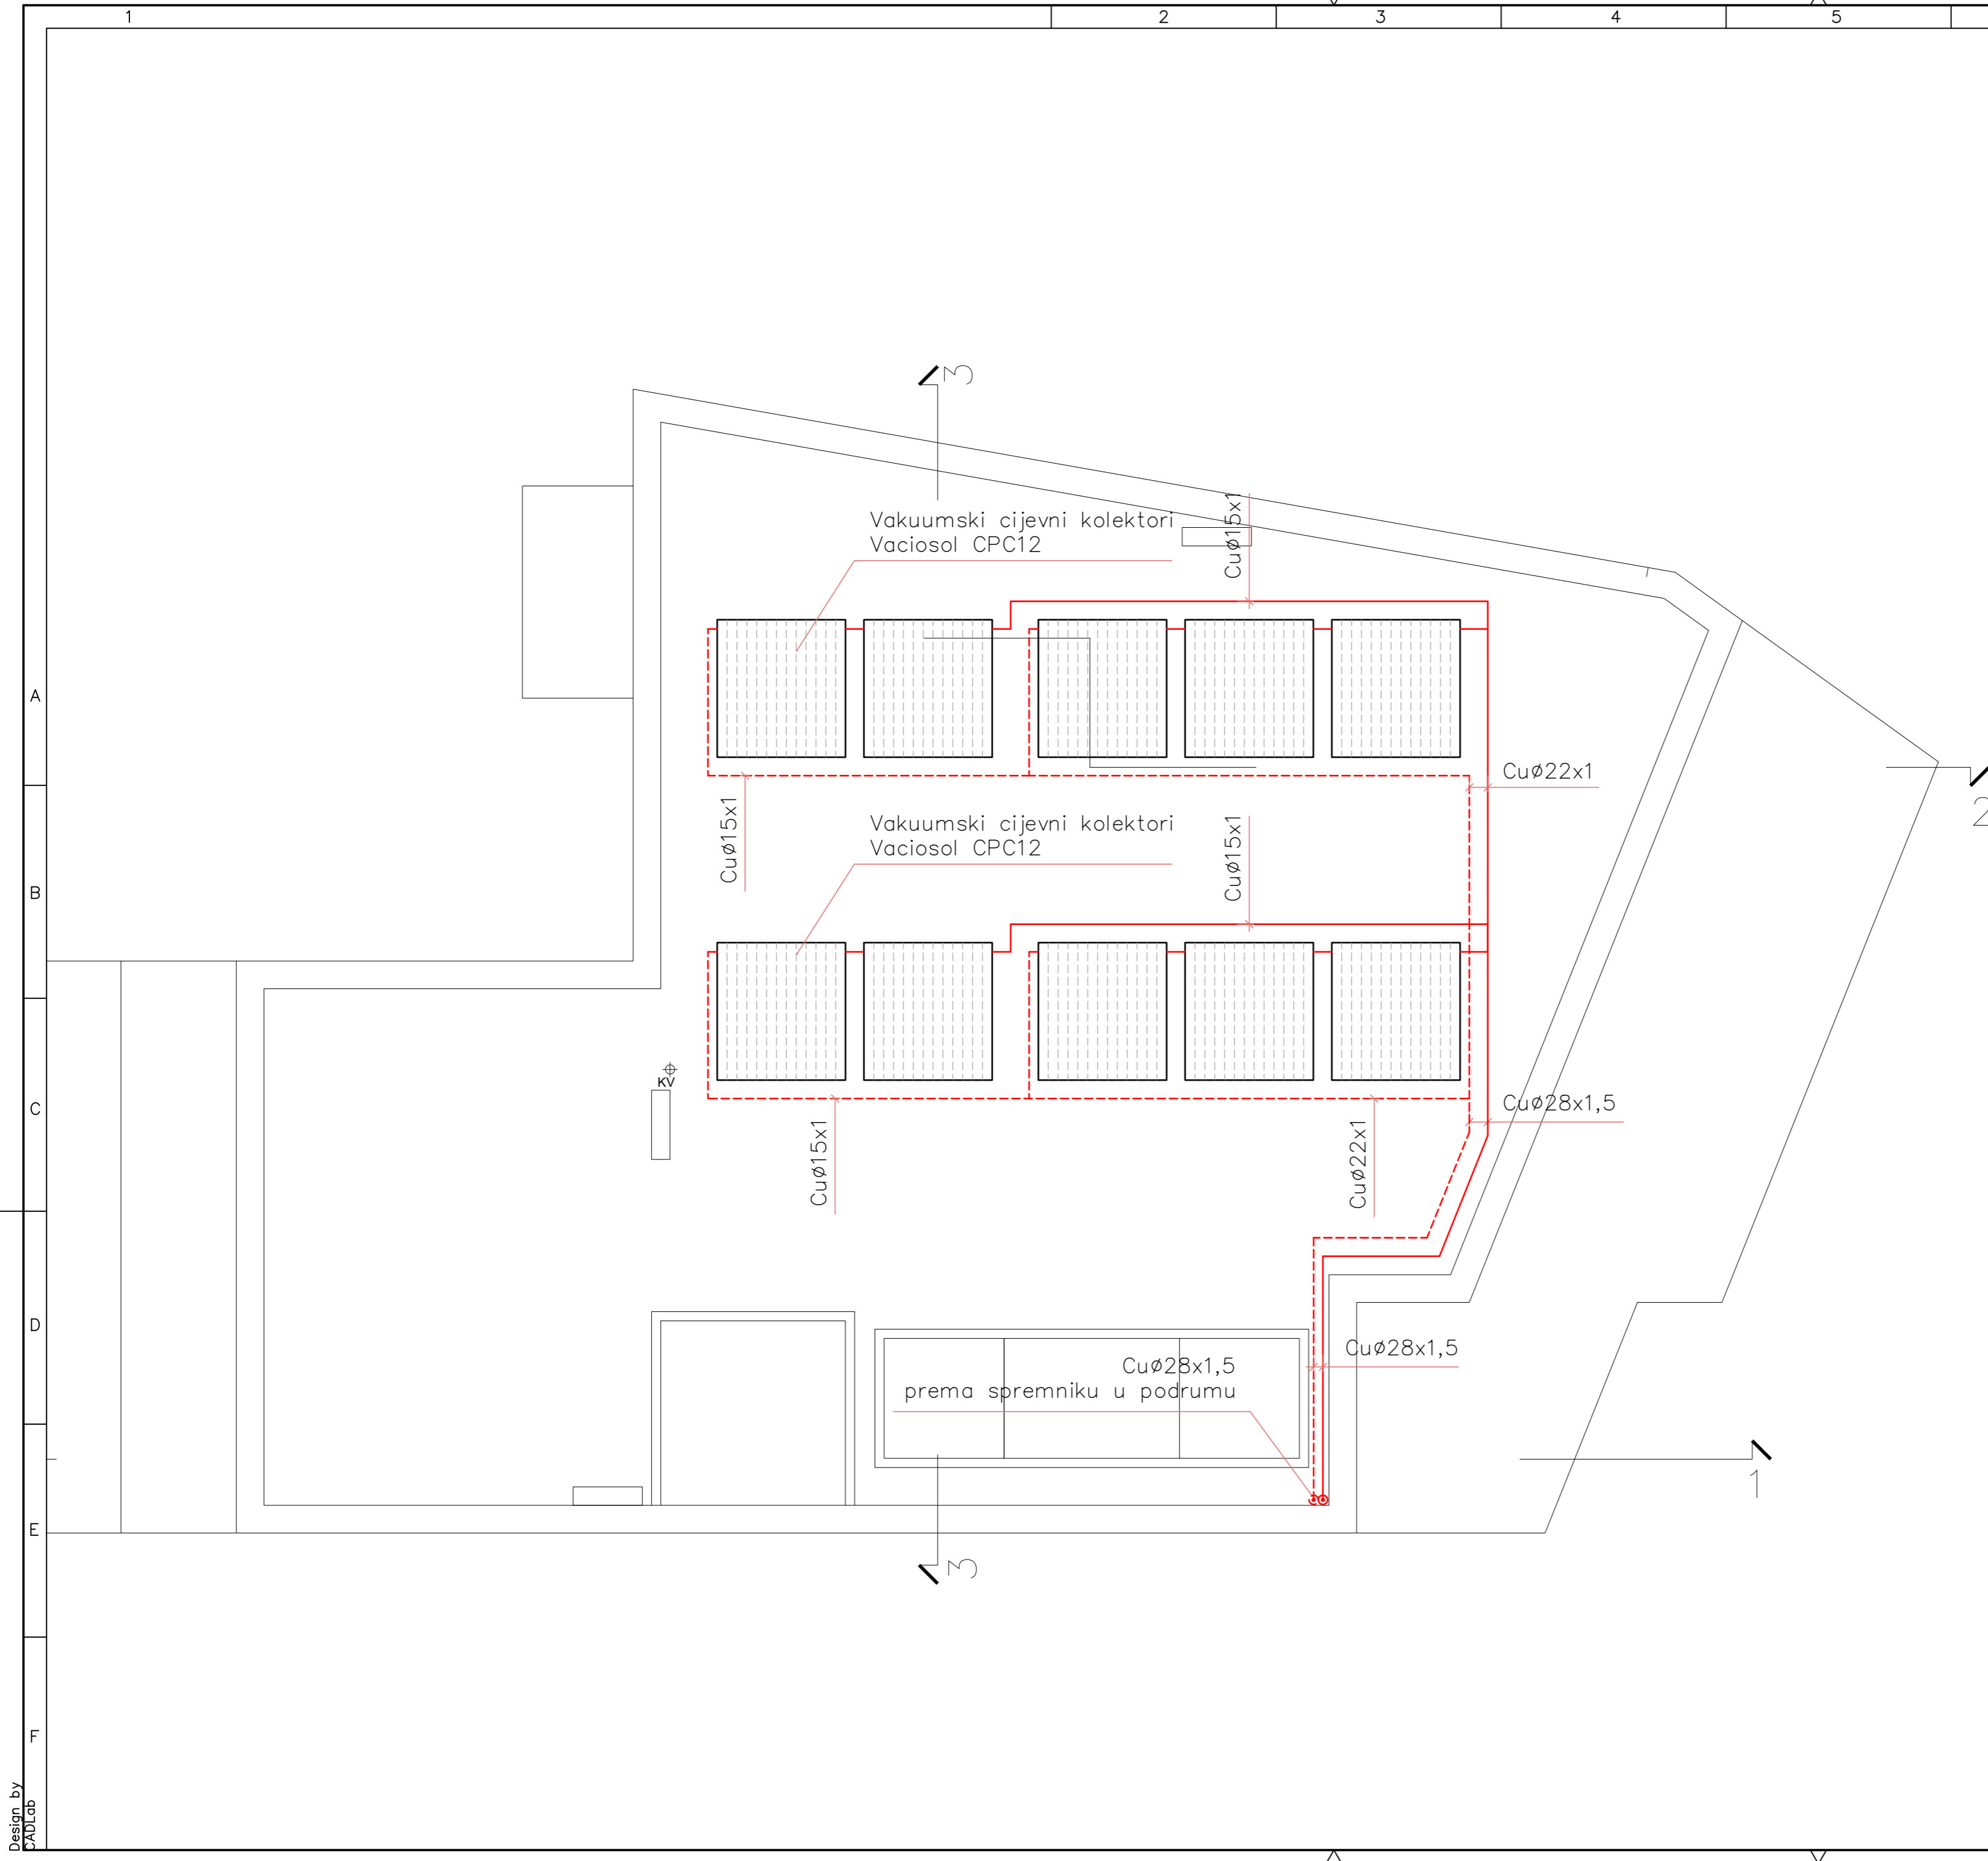 1
2
3
4
5
3
Vakuumski cijevni kolektori
Vaciosol CPC12
Cuø15x1
A
Cuø22x1
2
Cuø15x1
Vakuumski cijevni kolektori
Vaciosol CPC12
Cuø15x1
B
KV
C
Cuø28x1,5
Cuø15x1
Cuø22x1
D
Cuø28x1,5
Cuø28x1,5
prema spremniku u podrumu
1
E
3
F
Design by
CADLab